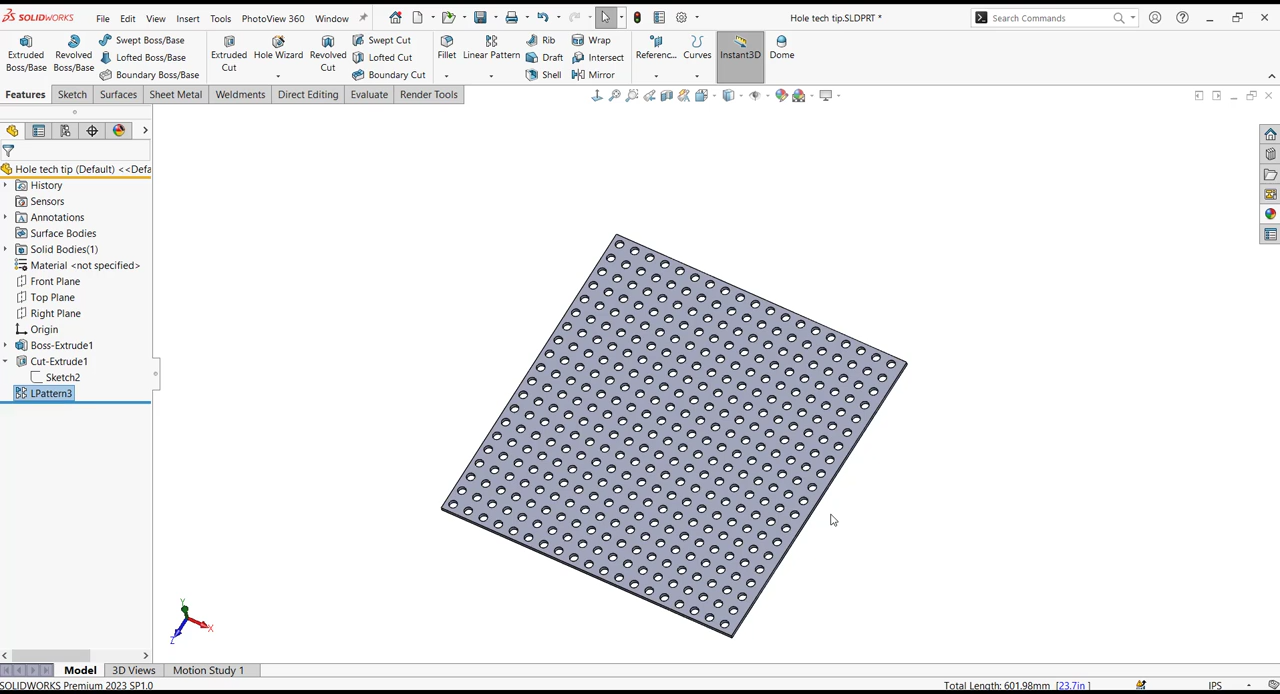 SOLIDWORKS File Edit View Insert Tools PhotoView 360 Window Hole tech tip.SLDPRT * Search Commands
Extruded Boss/Base
Revolved Boss/Base
Swept Boss/Base
Lofted Boss/Base
Boundary Boss/Base
Extruded Cut
Hole Wizard
Revolved Cut
Swept Cut
Lofted Cut
Boundary Cut
Fillet
Linear Pattern
Rib
Draft
Shell
Wrap
Intersect
Mirror
Referenc...
Curves
Instant3D
Dome
Features Sketch Surfaces Sheet Metal Weldments Direct Editing Evaluate Render Tools
Hole tech tip (Default) <<Defa
History
Sensors
Annotations
Surface Bodies
Solid Bodies(1)
Material <not specified>
Front Plane
Top Plane
Right Plane
Origin
Boss-Extrude1
Cut-Extrude1
Sketch2
LPattern3
Y
X
Z
Model 3D Views Motion Study 1
SOLIDWORKS Premium 2023 SP1.0 Total Length: 601.98mm [23.7in] IPS